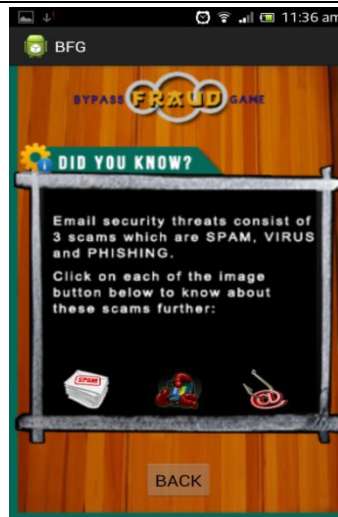 11:36 am
BFG
BYPASS FRAUD GAME
DID YOU KNOW?
Email security threats consist of
3 scams which are SPAM, VIRUS
and PHISHING.
Click on each of the image
button below to know about
these scams further:
SPAM
@
BACK